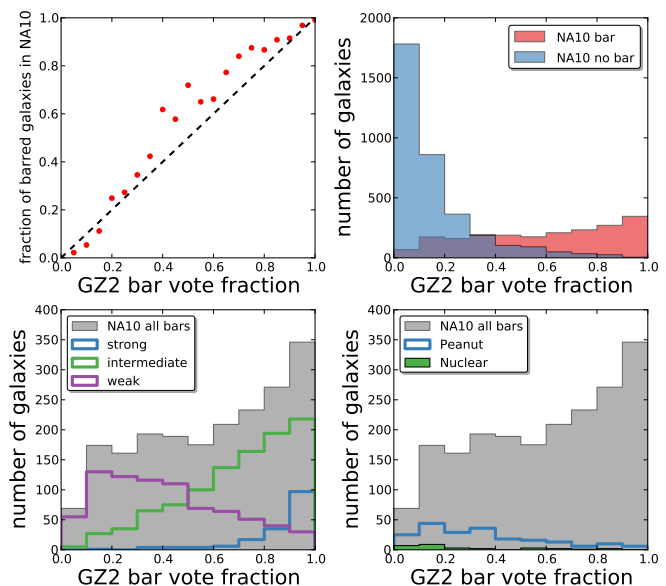 fraction of barred galaxies in NA10
1.0
0.8
0.6
0.4
0.2
0.0
0.0 0.2 0.4 0.6 0.8 1.0
GZ2 bar vote fraction
number of galaxies
2000
1500
1000
500
0
NA10 bar
NA10 no bar
0.0 0.2 0.4 0.6 0.8 1.0
GZ2 bar vote fraction
number of galaxies
400
350
300
250
200
150
100
50
0
NA10 all bars
strong
intermediate
weak
0.0 0.2 0.4 0.6 0.8 1.0
GZ2 bar vote fraction
number of galaxies
400
350
300
250
200
150
100
50
0
NA10 all bars
Peanut
Nuclear
0.0 0.2 0.4 0.6 0.8 1.0
GZ2 bar vote fraction